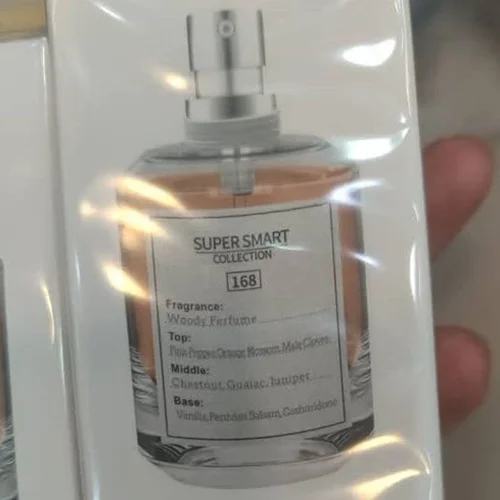 SUPER SMART
COLLECTION
168
Fragrance:
Woody Perfume
Top:
Pink Pepper, Orange Blossom, Male Cloves
Middle:
Chestnut, Guaiac, Juniper
Base:
Vanilla, Peruvian Balsam,